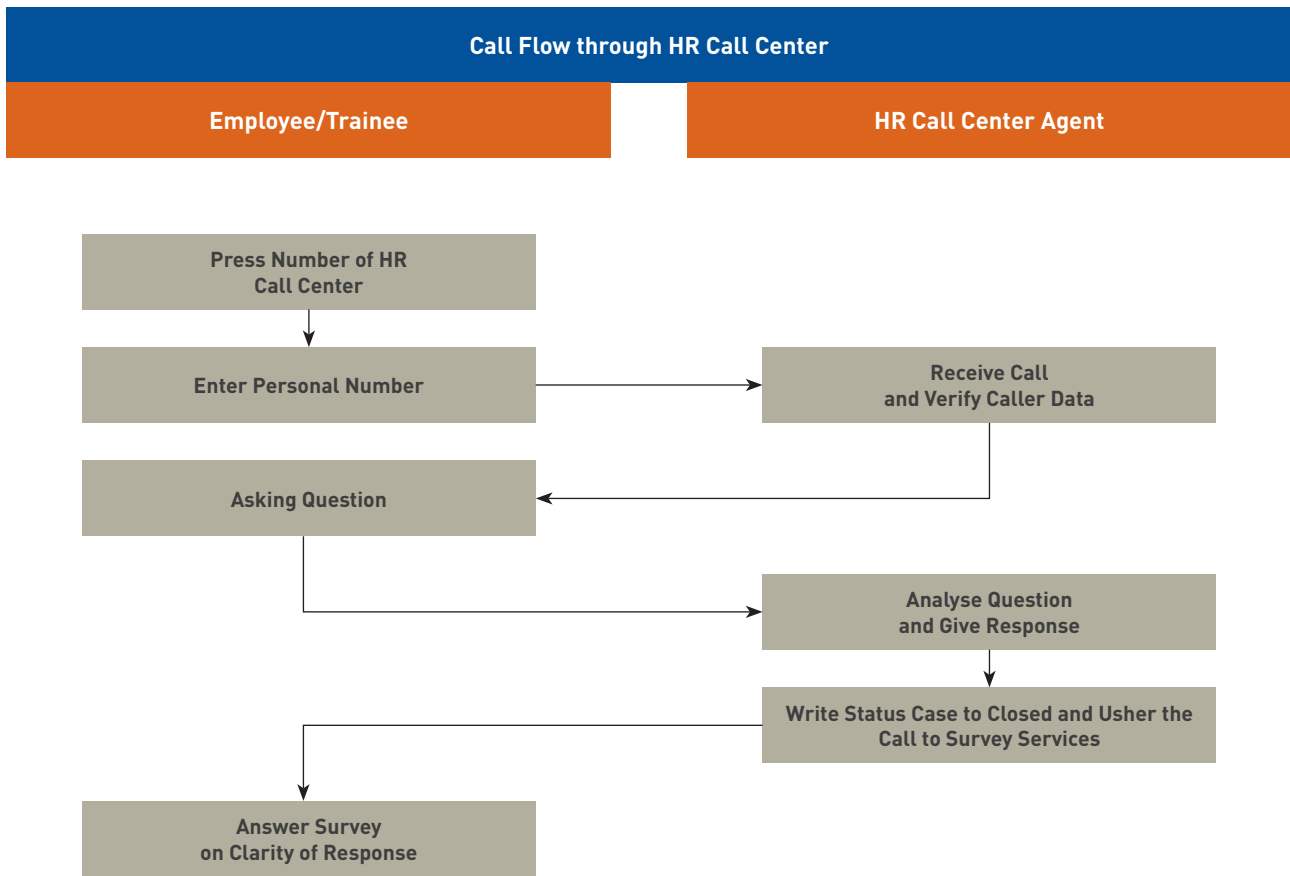 Call Flow through HR Call Center
Employee/Trainee
HR Call Center Agent
Press Number of HR
Call Center
Enter Personal Number
Receive Call
and Verify Caller Data
Asking Question
Analyse Question
and Give Response
Write Status Case to Closed and Usher the
Call to Survey Services
Answer Survey
on Clarity of Response